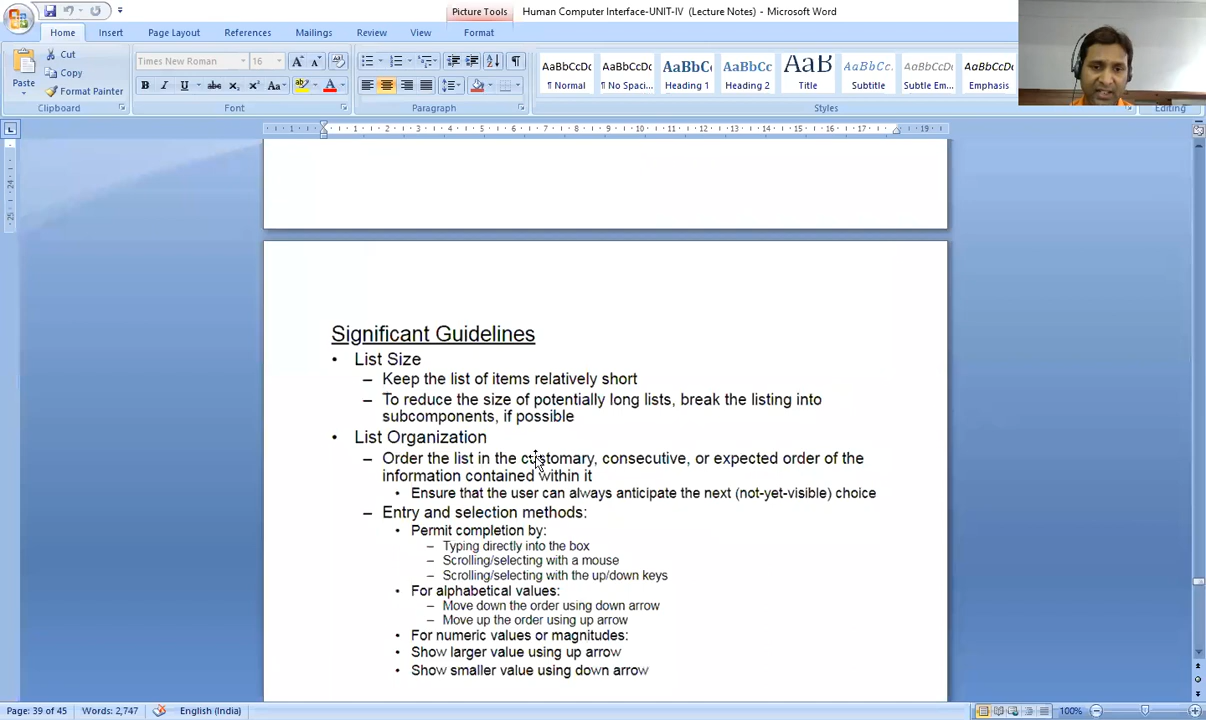 Picture Tools
Human Computer Interface-UNIT-IV (Lecture Notes) - Microsoft Word
Home Insert Page Layout References Mailings Review View Format
Cut
Copy
Format Painter
Paste
Clipboard
Times New Roman 16
Font
Paragraph
AaBbCcDc AaBbCcDc AaBbC AaBbCc AaB AaBbCcL AaBbCcDc AaBbCcDc
¶ Normal ¶ No Spaci... Heading 1 Heading 2 Title Subtitle Subtle Em... Emphasis
Styles
Editing
Significant Guidelines
• List Size
– Keep the list of items relatively short
– To reduce the size of potentially long lists, break the listing into
subcomponents, if possible
• List Organization
– Order the list in the customary, consecutive, or expected order of the
information contained within it
• Ensure that the user can always anticipate the next (not-yet-visible) choice
– Entry and selection methods:
• Permit completion by:
– Typing directly into the box
– Scrolling/selecting with a mouse
– Scrolling/selecting with the up/down keys
• For alphabetical values:
– Move down the order using down arrow
– Move up the order using up arrow
• For numeric values or magnitudes:
• Show larger value using up arrow
• Show smaller value using down arrow
Page: 39 of 45 Words: 2,747 English (India) 100%